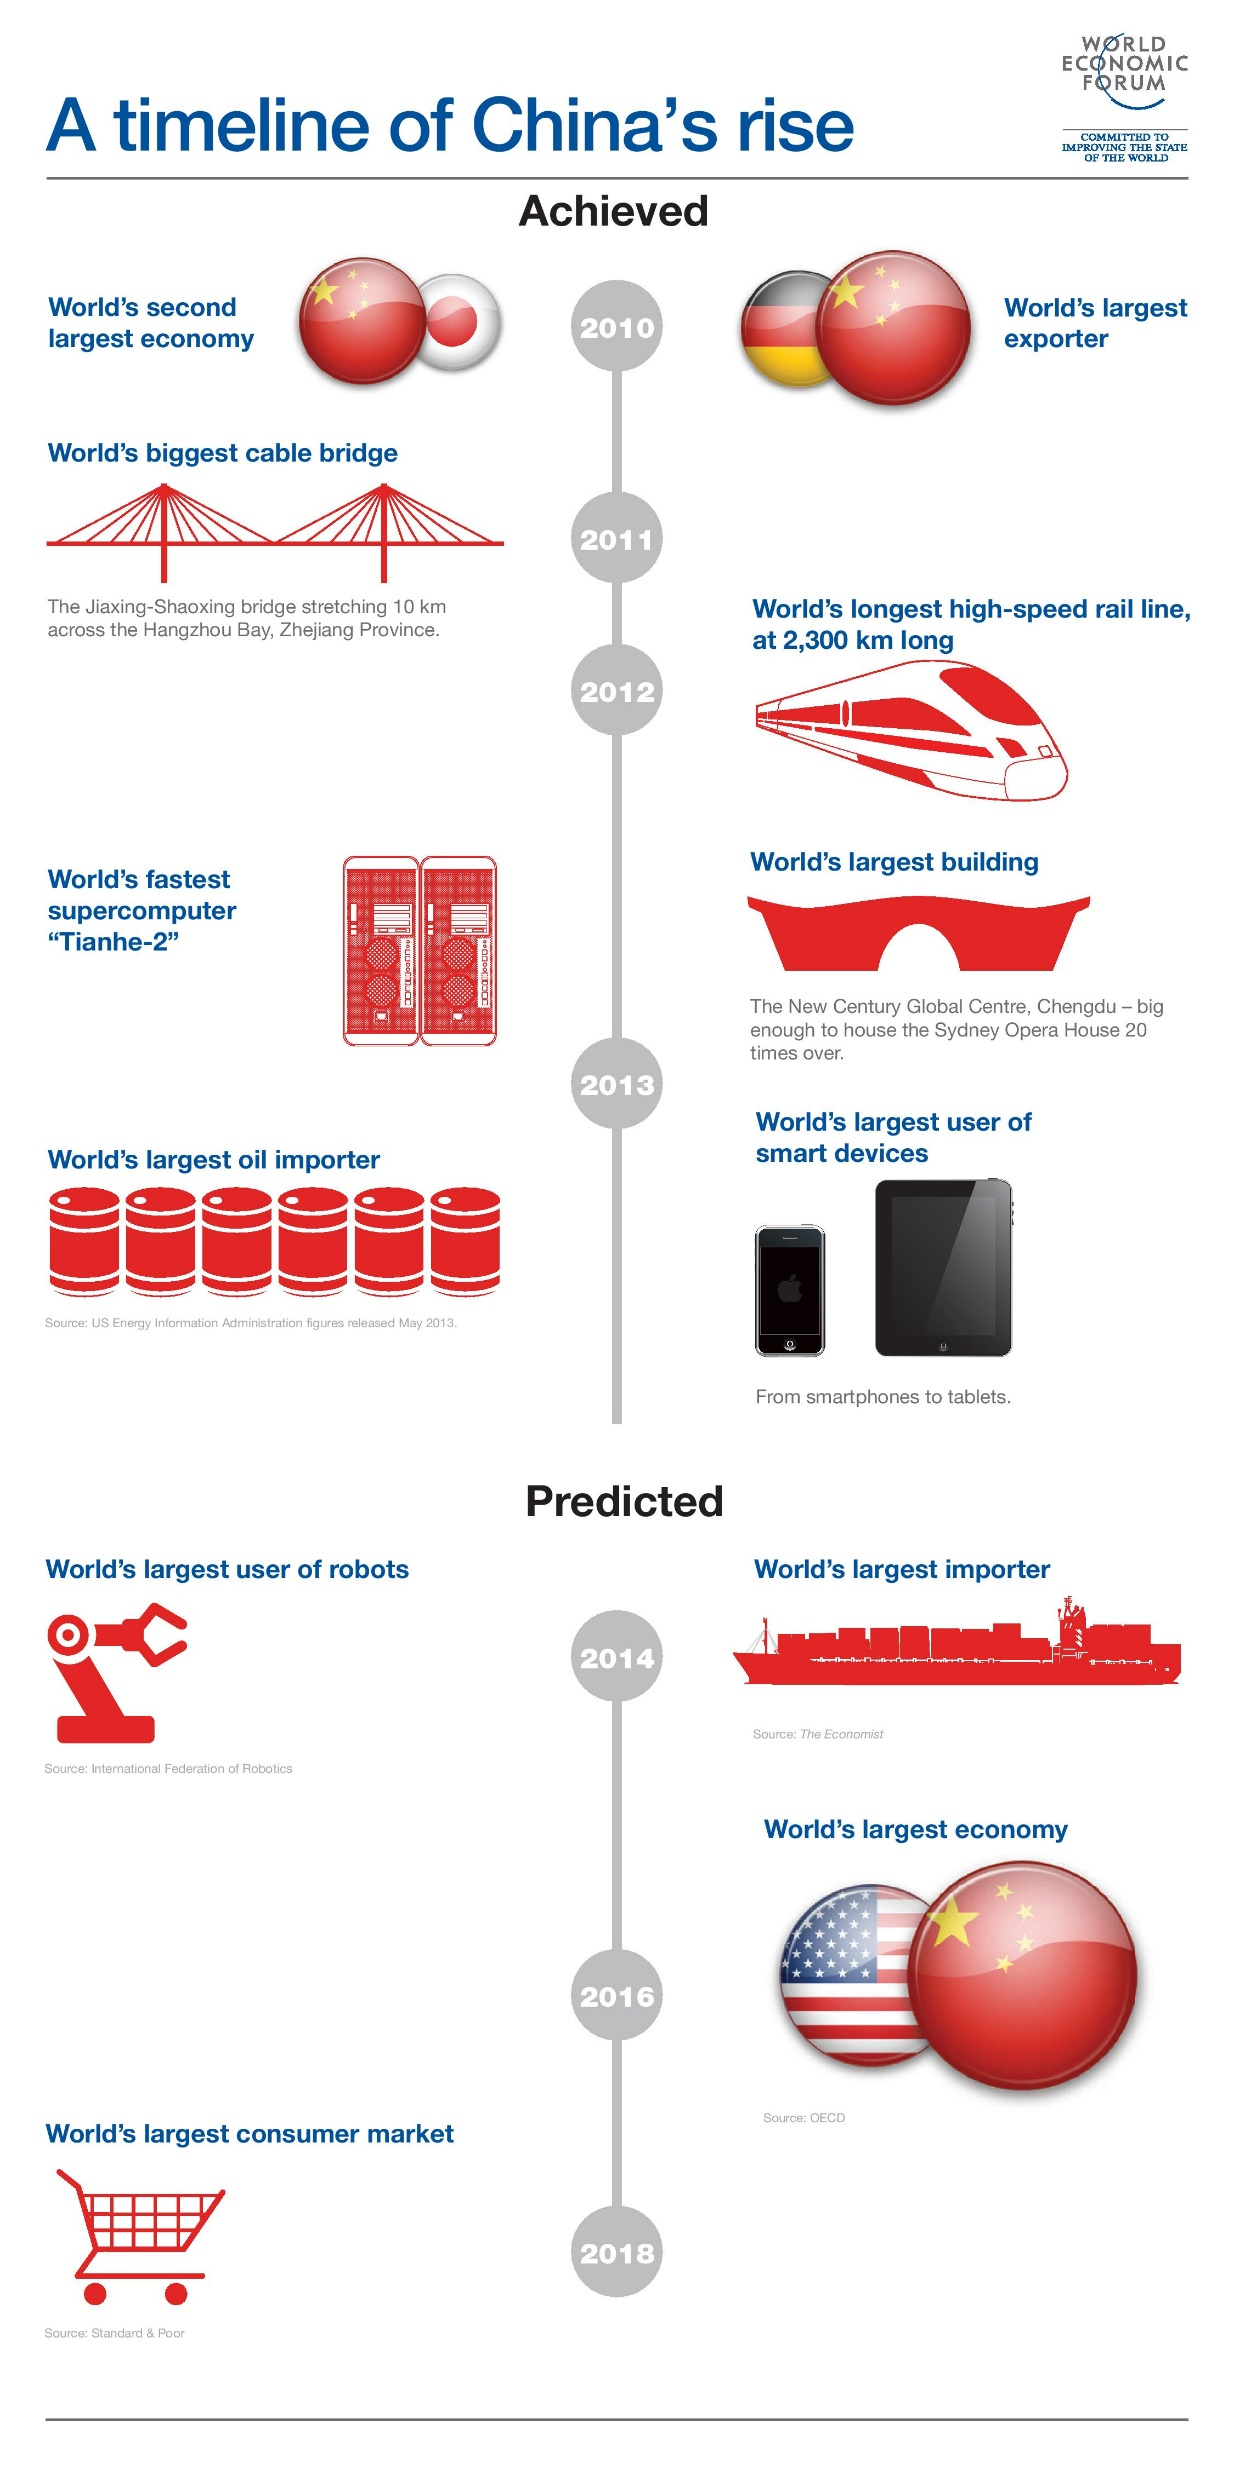 WORLD
ECONOMIC
FORUM
COMMITTED TO
IMPROVING THE STATE
OF THE WORLD
A timeline of China’s rise
Achieved
World’s second
largest economy
2010
World’s largest
exporter
World’s biggest cable bridge
2011
The Jiaxing-Shaoxing bridge stretching 10 km
across the Hangzhou Bay, Zhejiang Province.
World’s longest high-speed rail line,
at 2,300 km long
2012
World’s fastest
supercomputer
“Tianhe-2”
World’s largest building
The New Century Global Centre, Chengdu – big
enough to house the Sydney Opera House 20
times over.
2013
World’s largest oil importer
Source: US Energy Information Administration figures released May 2013.
World’s largest user of
smart devices
From smartphones to tablets.
Predicted
World’s largest user of robots
Source: International Federation of Robotics
2014
World’s largest importer
Source: The Economist
World’s largest economy
2016
Source: OECD
World’s largest consumer market
2018
Source: Standard & Poor